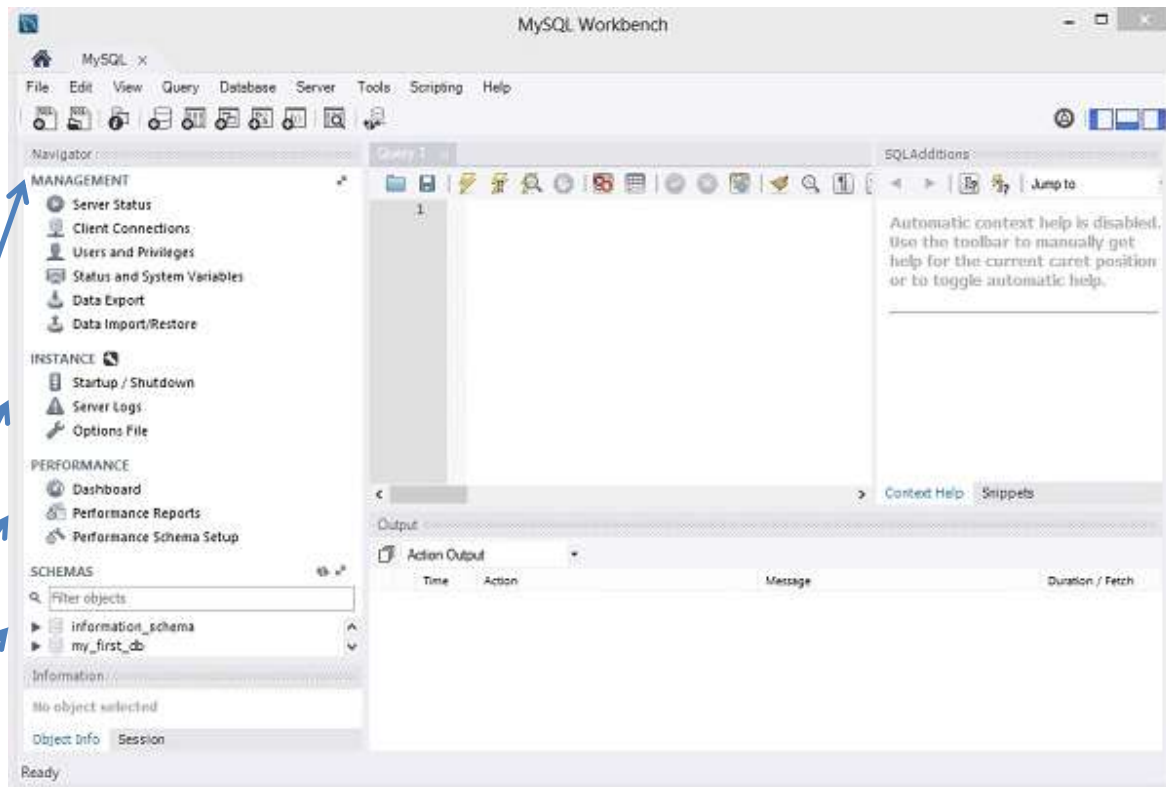 MySQL Workbench
MySQL ×
File Edit View Query Database Server Tools Scripting Help
Navigator
MANAGEMENT
Server Status
Client Connections
Users and Privileges
Status and System Variables
Data Export
Data Import/Restore
INSTANCE
Startup / Shutdown
Server Logs
Options File
PERFORMANCE
Dashboard
Performance Reports
Performance Schema Setup
SCHEMAS
Filter objects
information_schema
my_first_db
Information
No object selected
Object Info Session
Ready
Query 1
1
SQLAdditions
Jump to
Automatic context help is disabled.
Use the toolbar to manually get
help for the current caret position
or to toggle automatic help.
Context Help Snippets
Output
Action Output
Time Action Message Duration / Fetch